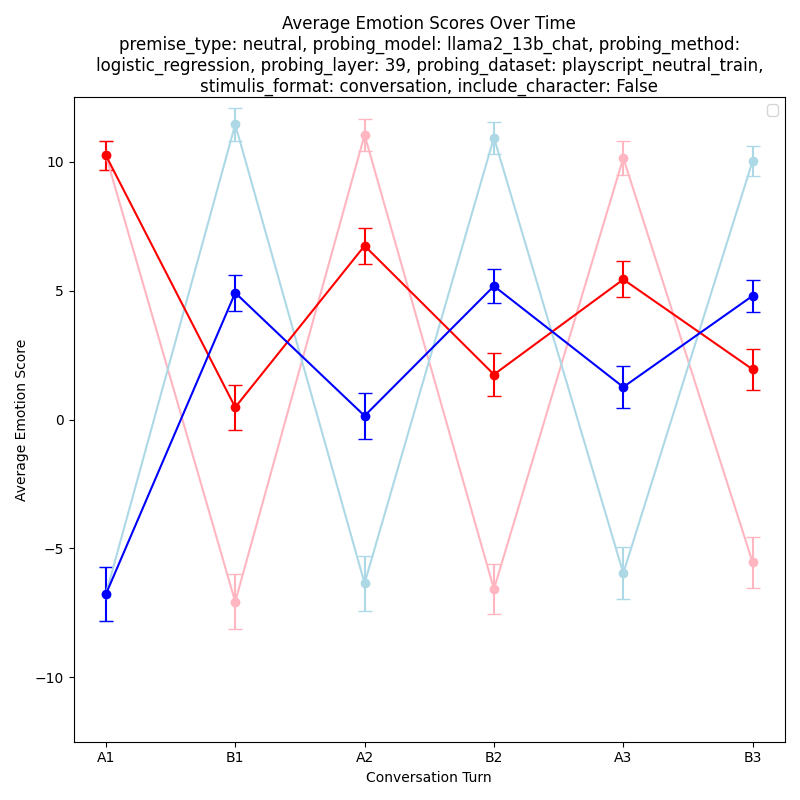 Average Emotion Scores Over Time
premise_type: neutral, probing_model: llama2_13b_chat, probing_method:
logistic_regression, probing_layer: 39, probing_dataset: playscript_neutral_train,
stimulis_format: conversation, include_character: False
Average Emotion Score
10
5
0
−5
−10
A1 B1 A2 B2 A3 B3
Conversation Turn